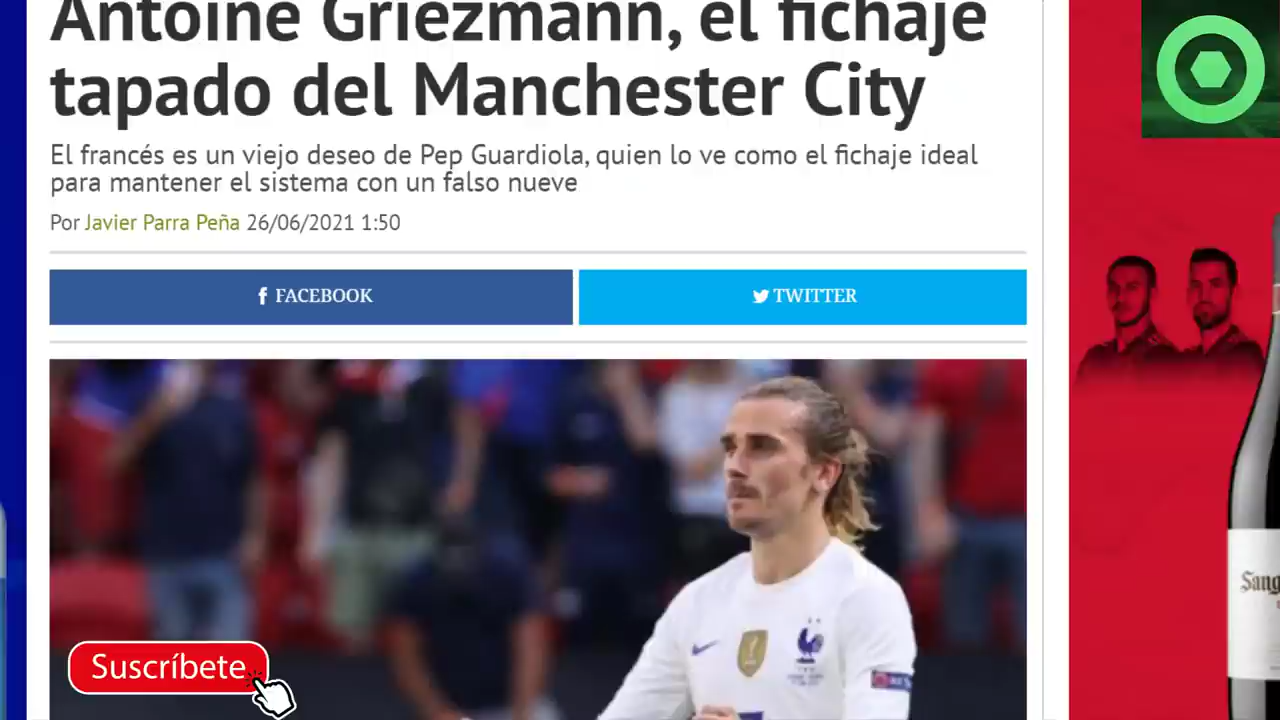 Antoine Griezmann, el fichaje
tapado del Manchester City
El francés es un viejo deseo de Pep Guardiola, quien lo ve como el fichaje ideal
para mantener el sistema con un falso nueve
Por Javier Parra Peña 26/06/2021 1:50
FACEBOOK
TWITTER
Suscríbete